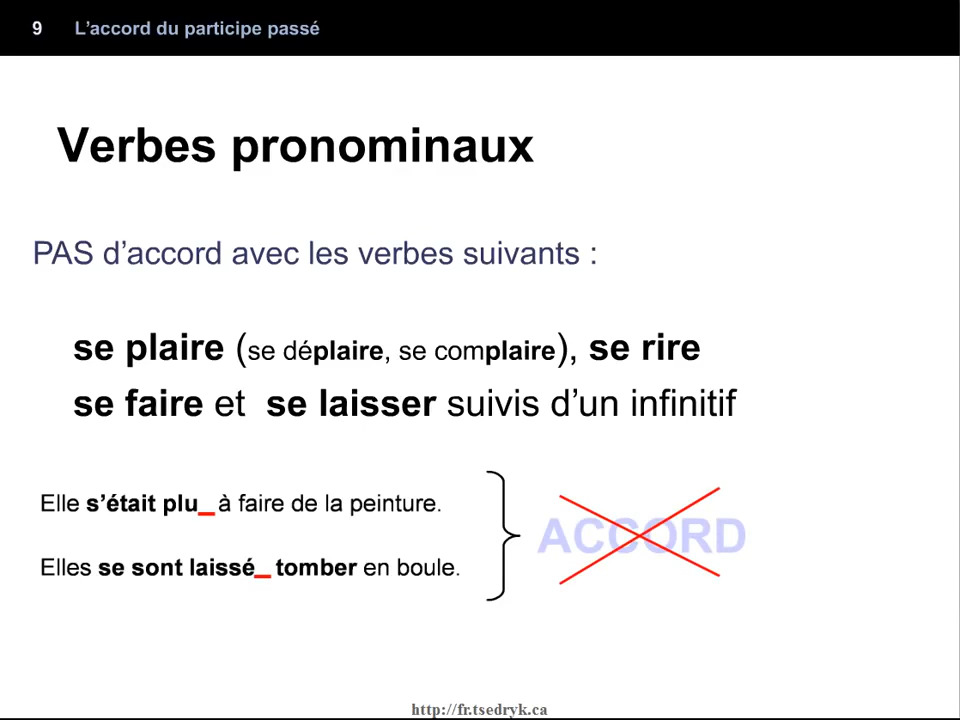 9 L’accord du participe passé
Verbes pronominaux
PAS d’accord avec les verbes suivants :
se plaire (se déplaire, se complaire), se rire
se faire et se laisser suivis d’un infinitif
Elle s’était plu_ à faire de la peinture.
Elles se sont laissé_ tomber en boule.
ACCORD
http://fr.tsedryk.ca